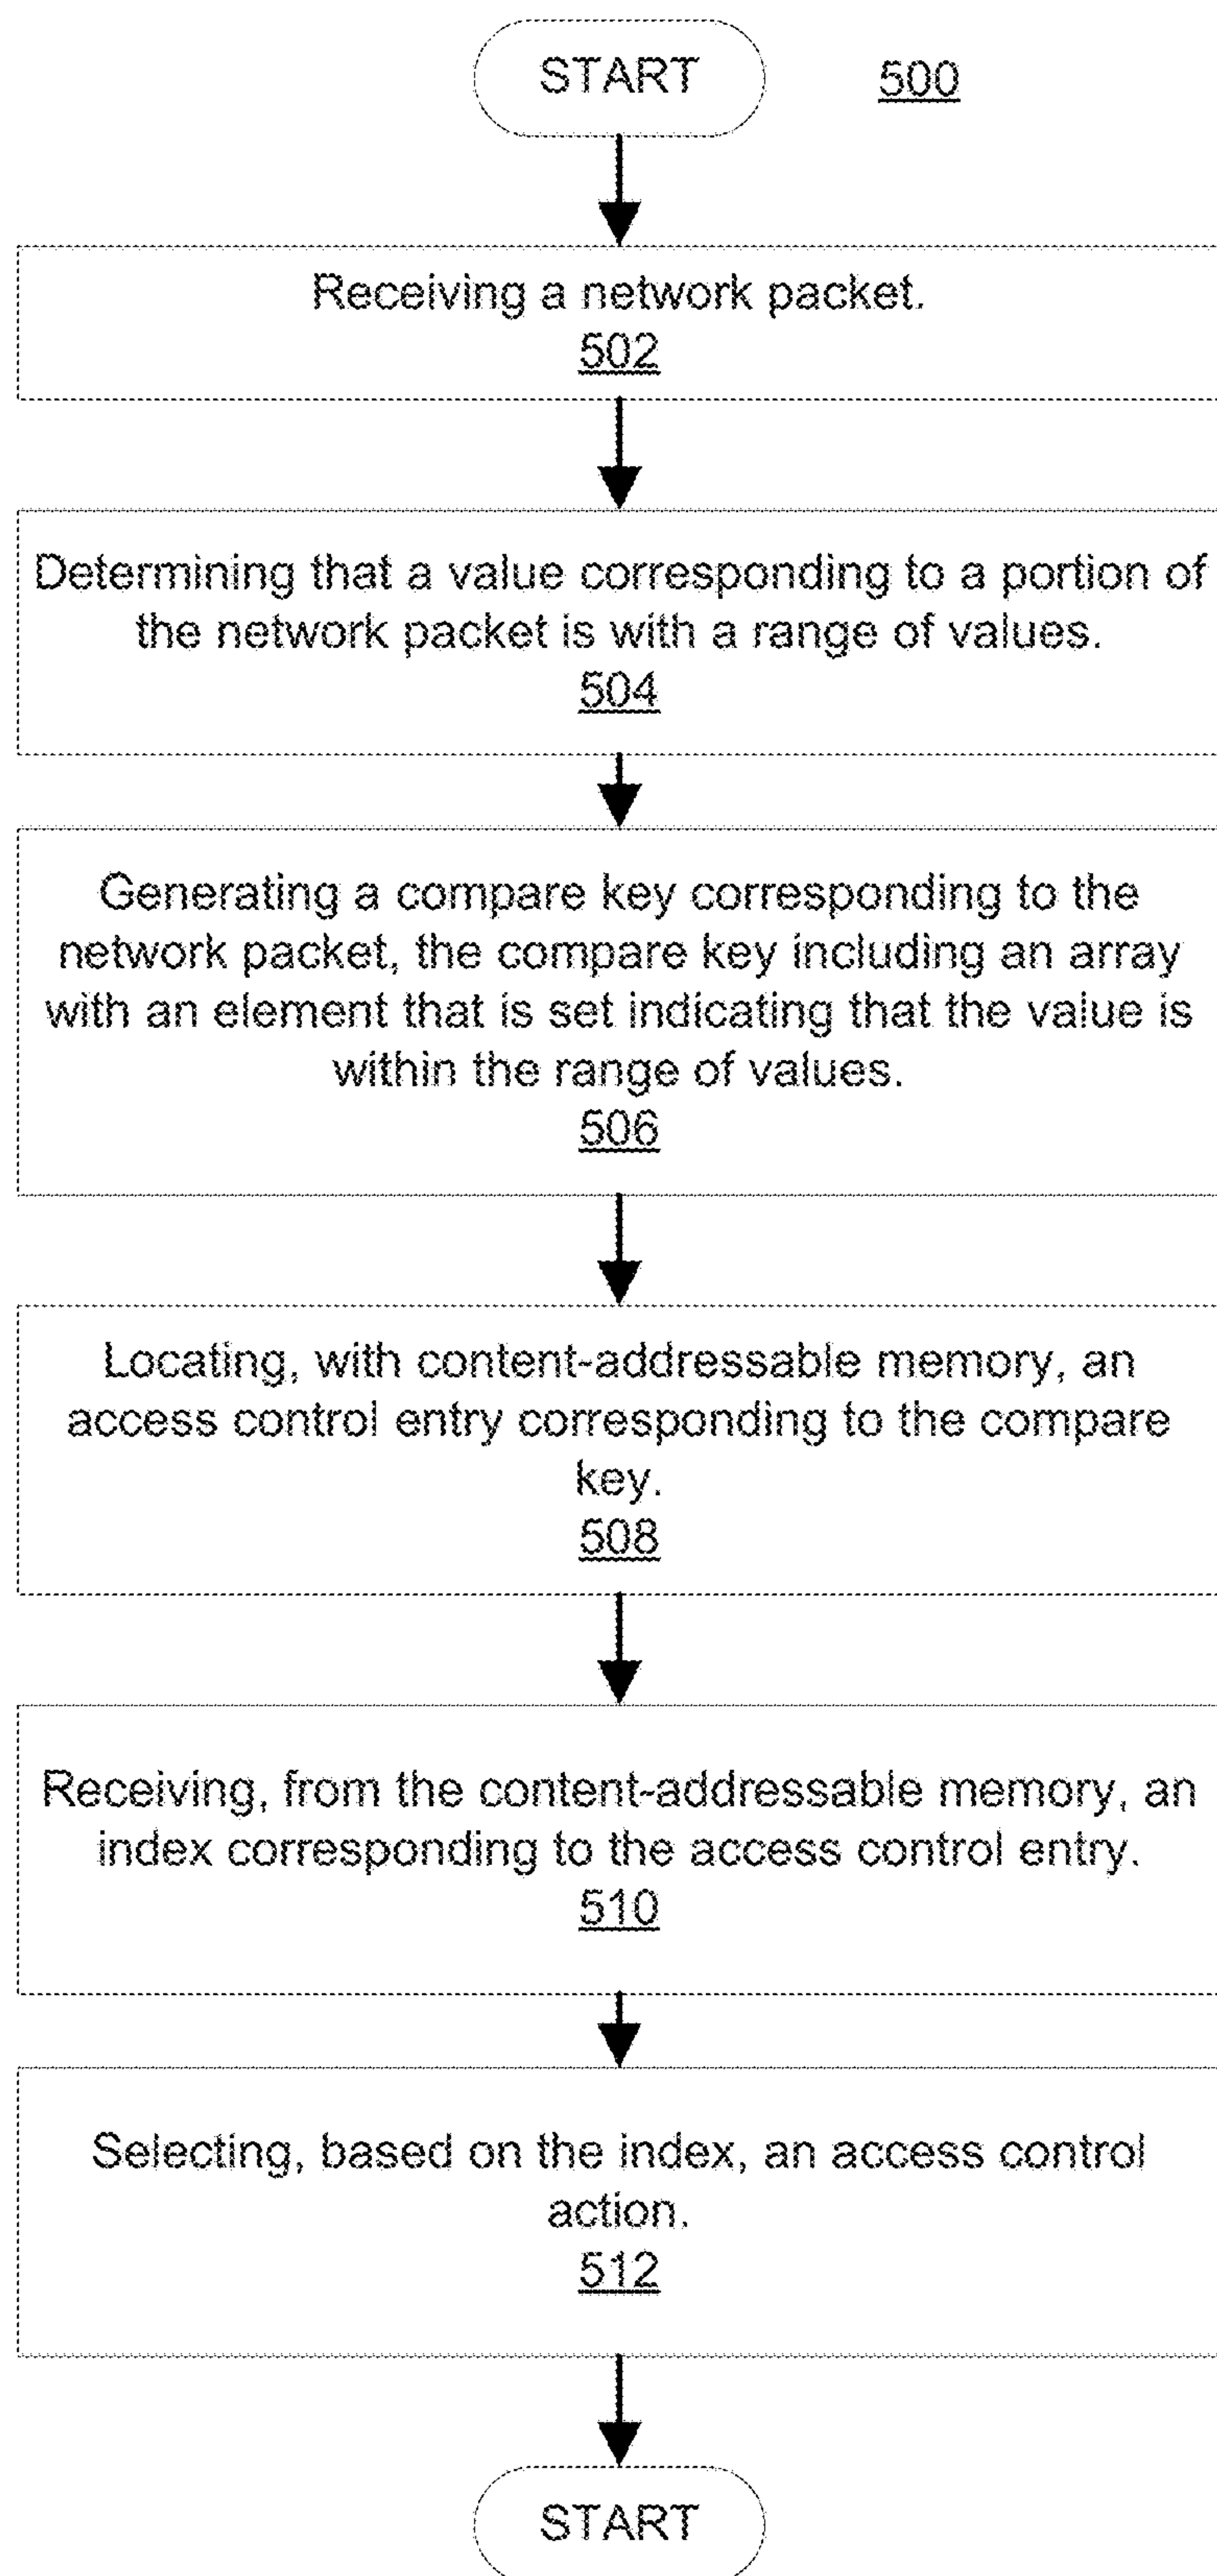 START
500
Receiving a network packet.
502
Determining that a value corresponding to a portion of
the network packet is with a range of values.
504
Generating a compare key corresponding to the
network packet, the compare key including an array
with an element that is set indicating that the value is
within the range of values.
506
Locating, with content-addressable memory, an
access control entry corresponding to the compare
key.
508
Receiving, from the content-addressable memory, an
index corresponding to the access control entry.
510
Selecting, based on the index, an access control
action.
512
START